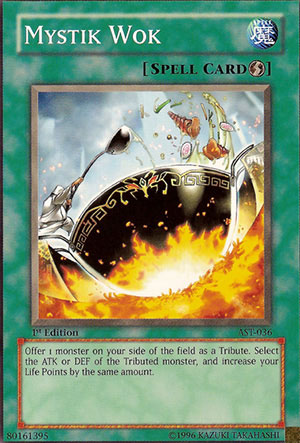 Mystik Wok
魔
[Spell Card]
1st Edition
AST-036
Offer 1 monster on your side of the field as a Tribute. Select
the ATK or DEF of the Tributed monster, and increase your
Life Points by the same amount.
80161395
©1996 KAZUKI TAKAHASHI